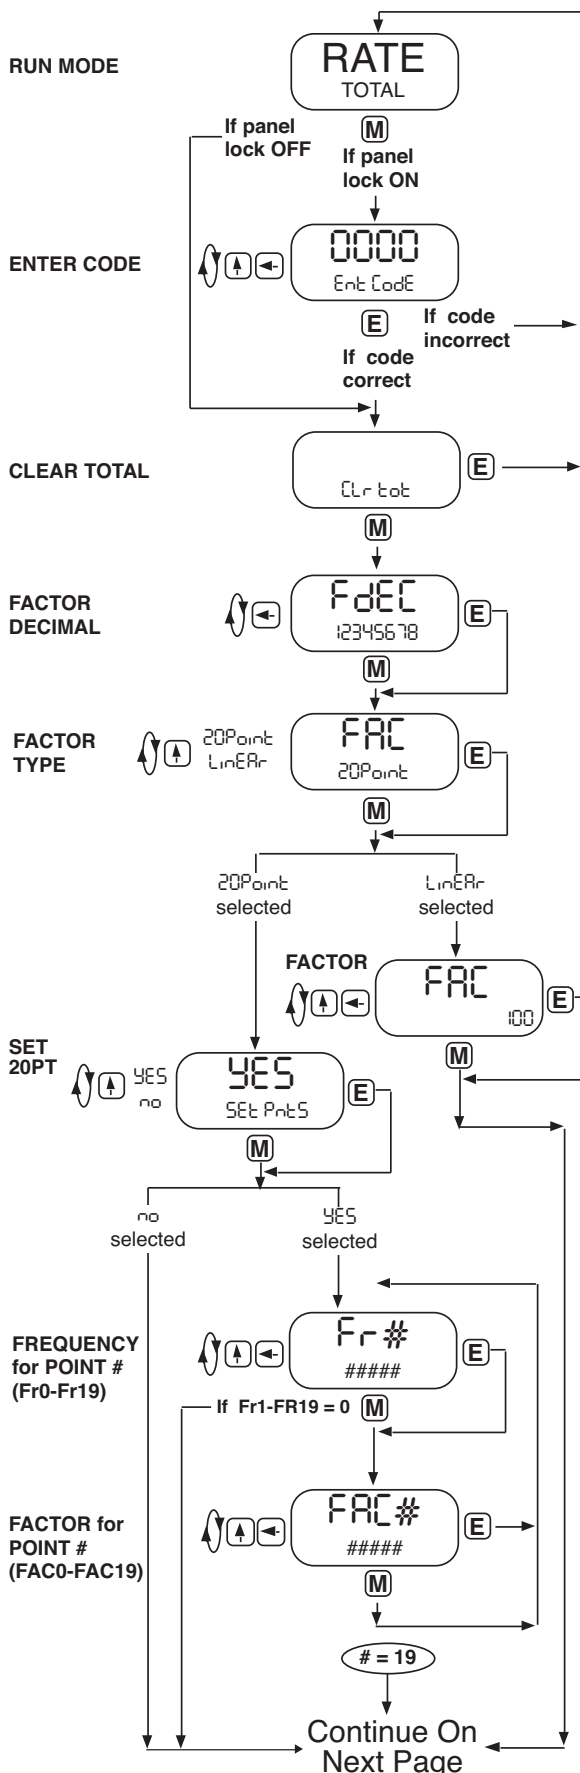 RUN MODE
RATE
TOTAL
If panel
lock OFF
M
If panel
lock ON
ENTER CODE
0000
Ent CodE
E
If code
incorrect
If code
correct
CLEAR TOTAL
CLr tot
E
M
FACTOR
DECIMAL
FdEC
12345678
E
M
FACTOR
TYPE
20Point
LinEAr
FAC
20Point
E
M
20Point
selected
LinEAr
selected
FACTOR
FAC
100
E
M
SET
20PT
YES
no
YES
SEt PntS
E
M
no
selected
YES
selected
FREQUENCY
for POINT #
(Fr0-Fr19)
Fr#
#####
E
If Fr1-FR19 = 0
M
FACTOR for
POINT #
(FAC0-FAC19)
FAC#
#####
E
M
# = 19
Continue On
Next Page